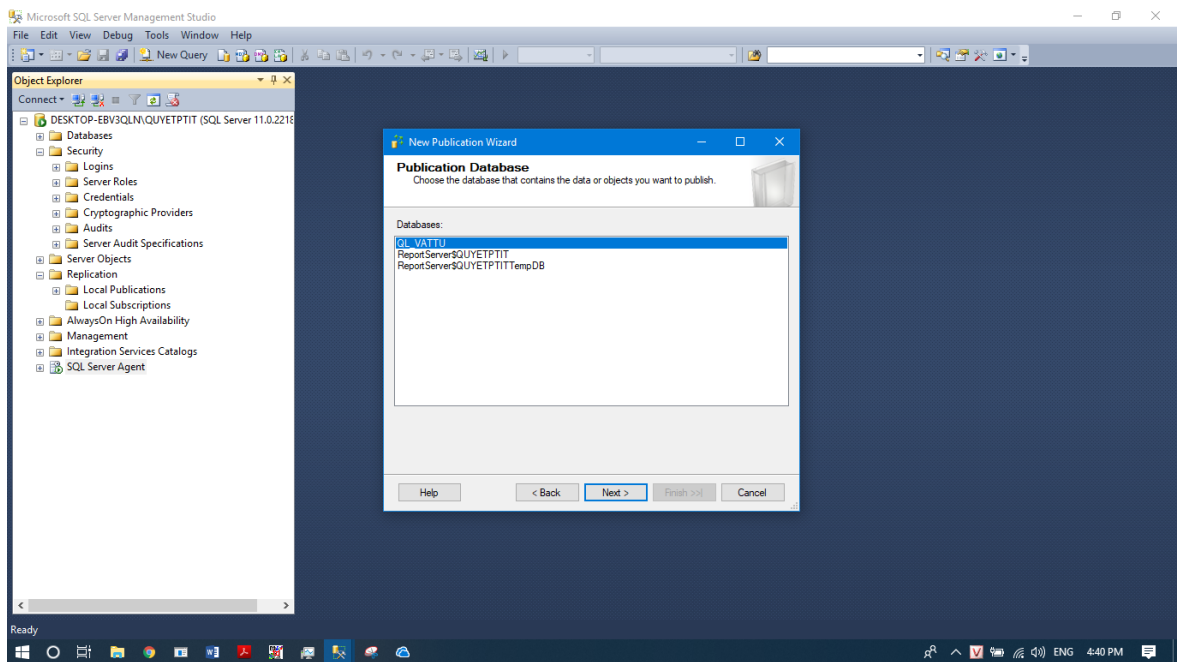 Microsoft SQL Server Management Studio
File Edit View Debug Tools Window Help
New Query
Object Explorer
Connect
DESKTOP-EBV3QLN\QUYETPTIT (SQL Server 11.0.2218
Databases
Security
Logins
Server Roles
Credentials
Cryptographic Providers
Audits
Server Audit Specifications
Server Objects
Replication
Local Publications
Local Subscriptions
AlwaysOn High Availability
Management
Integration Services Catalogs
SQL Server Agent
New Publication Wizard
Publication Database
Choose the database that contains the data or objects you want to publish.
Databases:
QL_VATTU
ReportServer$QUYETPTIT
ReportServer$QUYETPTITTempDB
Help < Back Next > Finish >>| Cancel
Ready
ENG 4:40 PM